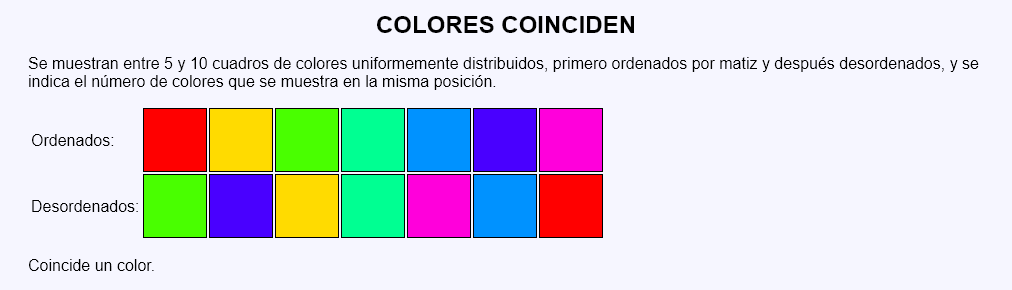 COLORES COINCIDEN
Se muestran entre 5 y 10 cuadros de colores uniformemente distribuidos, primero ordenados por matiz y después desordenados, y se
indica el número de colores que se muestra en la misma posición.
Ordenados:
Desordenados:
Coincide un color.